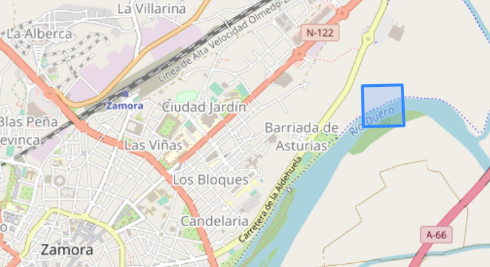 La Villarina
La Alberca
N-122
Línea de Alta Velocidad Olmedo-Z
Zamora
Ciudad Jardín
Blas Peña
evinca
Las Viñas
Barriada de
Asturias
Río Duero
Los Bloques
Carretera de la Aldehuela
Candelaria
Zamora
A-66